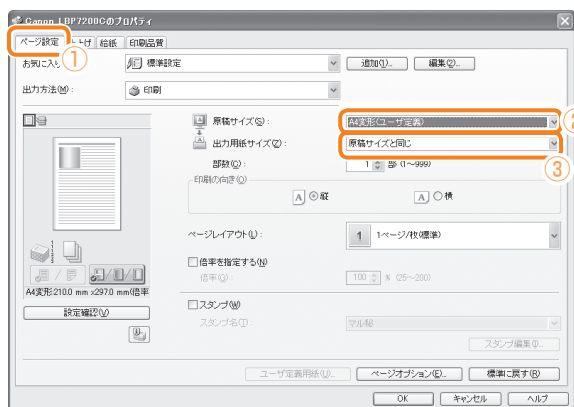 Canon LBP7200Cのプロパティ
ページ設定 仕上げ 給紙 印刷品質
①
お気に入り 標準設定 追加(1)... 編集(2)...
出力方法(M): 印刷
原稿サイズ(S): A4変形(ユーザ定義) ②
出力用紙サイズ(Z): 原稿サイズと同じ ③
部数(C): 1 部 (1～999)
印刷の向き(O)
A 縦 A 横
ページレイアウト(L): 1 1ページ/枚(標準)
倍率を指定する(N)
倍率(G): 100 % (25～200)
A4変形:210.0 mm x297.0 mm(倍率
設定確認(V)
スタンプ(W)
スタンプ名(T): マル秘
スタンプ編集(
ユーザ定義用紙(U)... ページオプション(E)... 標準に戻す(R)
OK キャンセル ヘルプ